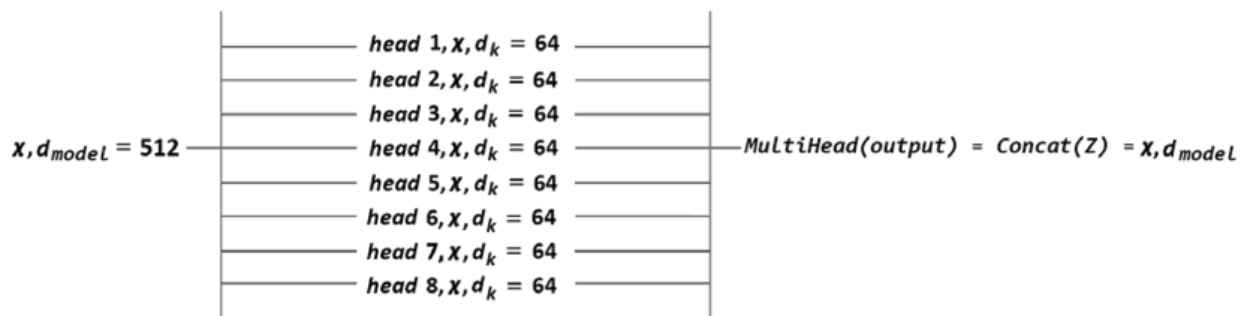 head 1, x, d_k = 64
head 2, x, d_k = 64
head 3, x, d_k = 64
x, d_model = 512 head 4, x, d_k = 64 MultiHead(output) = Concat(Z) = x, d_model
head 5, x, d_k = 64
head 6, x, d_k = 64
head 7, x, d_k = 64
head 8, x, d_k = 64